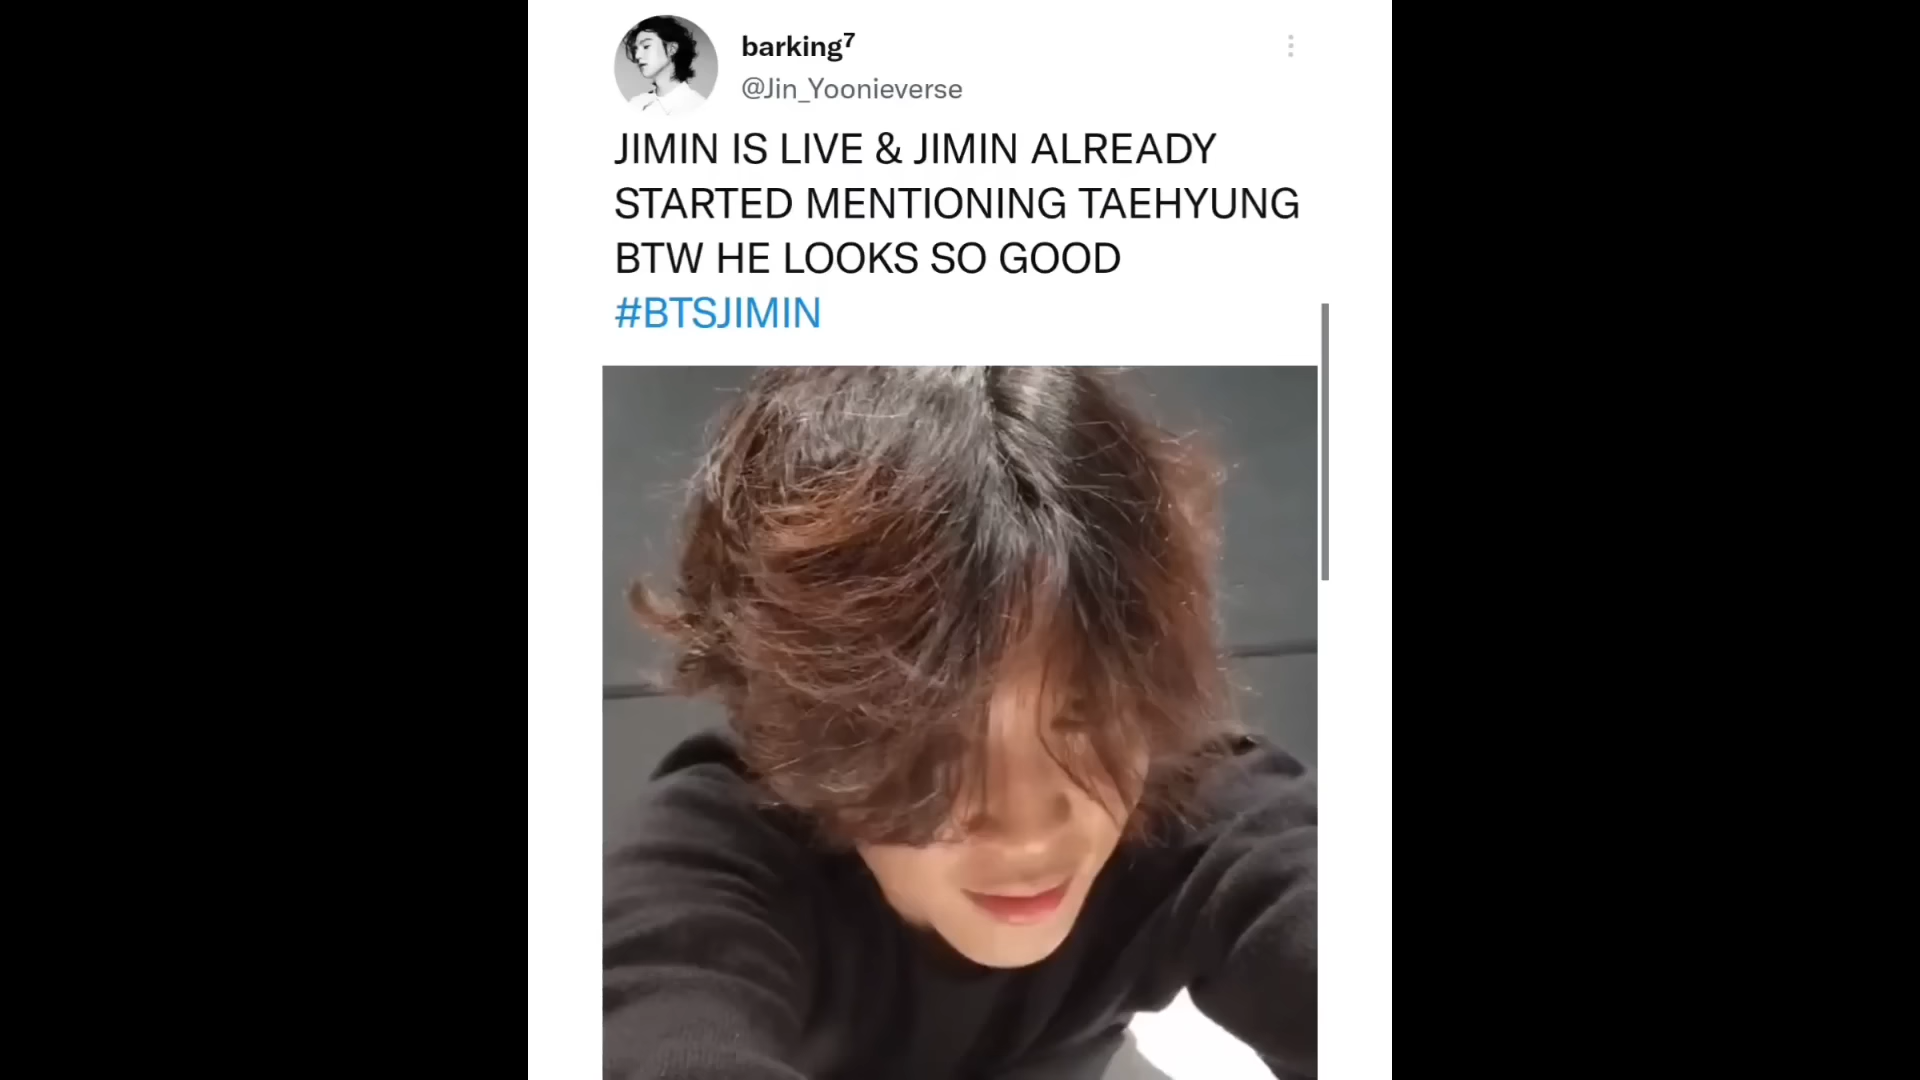 barking⁷
@Jin_Yoonieverse
JIMIN IS LIVE & JIMIN ALREADY
STARTED MENTIONING TAEHYUNG
BTW HE LOOKS SO GOOD
#BTSJIMIN